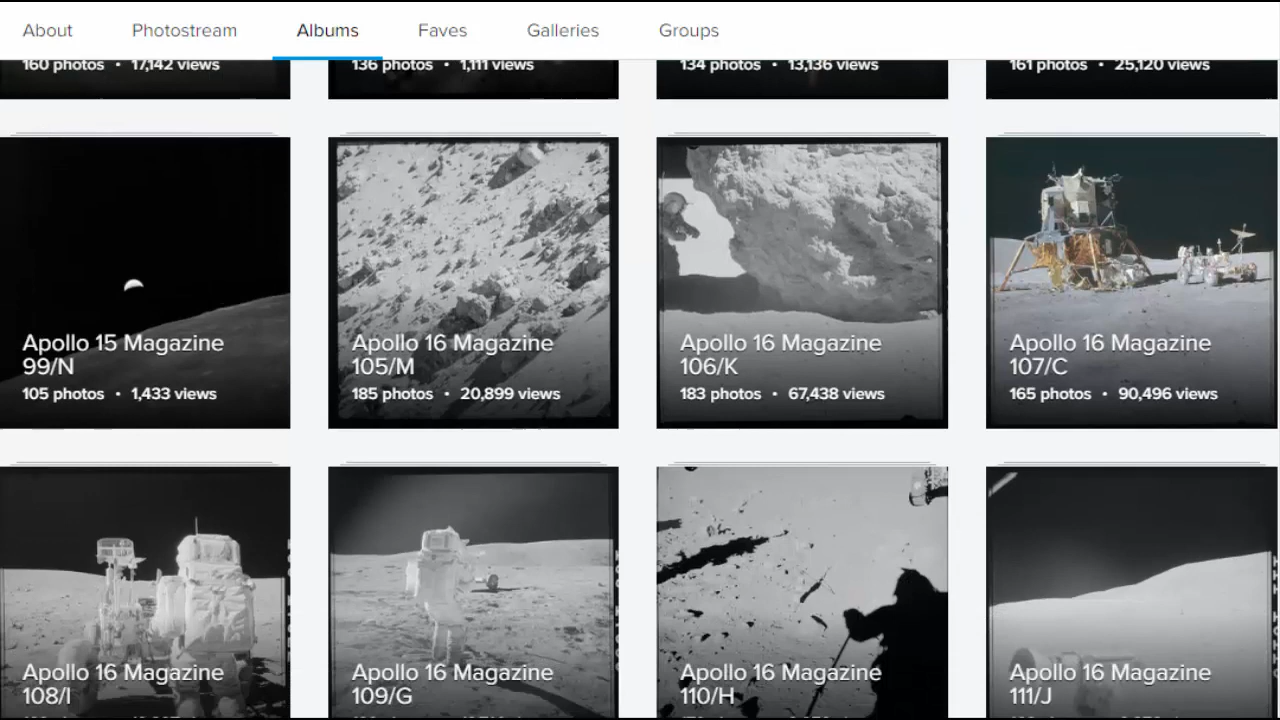 About Photostream Albums Faves Galleries Groups
160 photos • 17,142 views
136 photos • 1,111 views
134 photos • 13,136 views
161 photos • 25,120 views
Apollo 15 Magazine
99/N
105 photos • 1,433 views
Apollo 16 Magazine
105/M
185 photos • 20,899 views
Apollo 16 Magazine
106/K
183 photos • 67,438 views
Apollo 16 Magazine
107/C
165 photos • 90,496 views
Apollo 16 Magazine
108/I
Apollo 16 Magazine
109/G
Apollo 16 Magazine
110/H
Apollo 16 Magazine
111/J